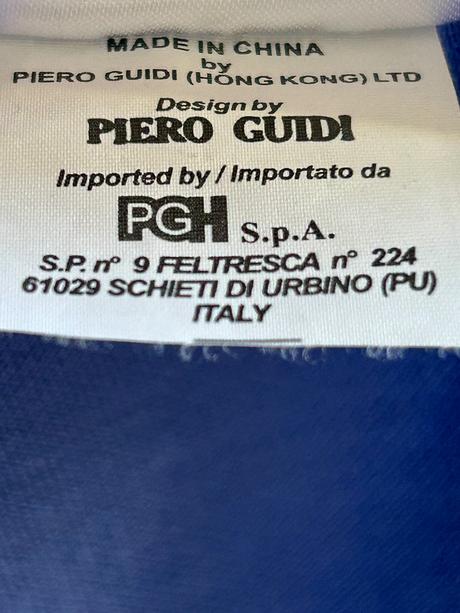 MADE IN CHINA
by
PIERO GUIDI (HONG KONG) LTD
Design by
PIERO GUIDI
Imported by / Importato da
PGH S.p.A.
S.P. n° 9 FELTRESCA n° 224
61029 SCHIETI DI URBINO (PU)
ITALY